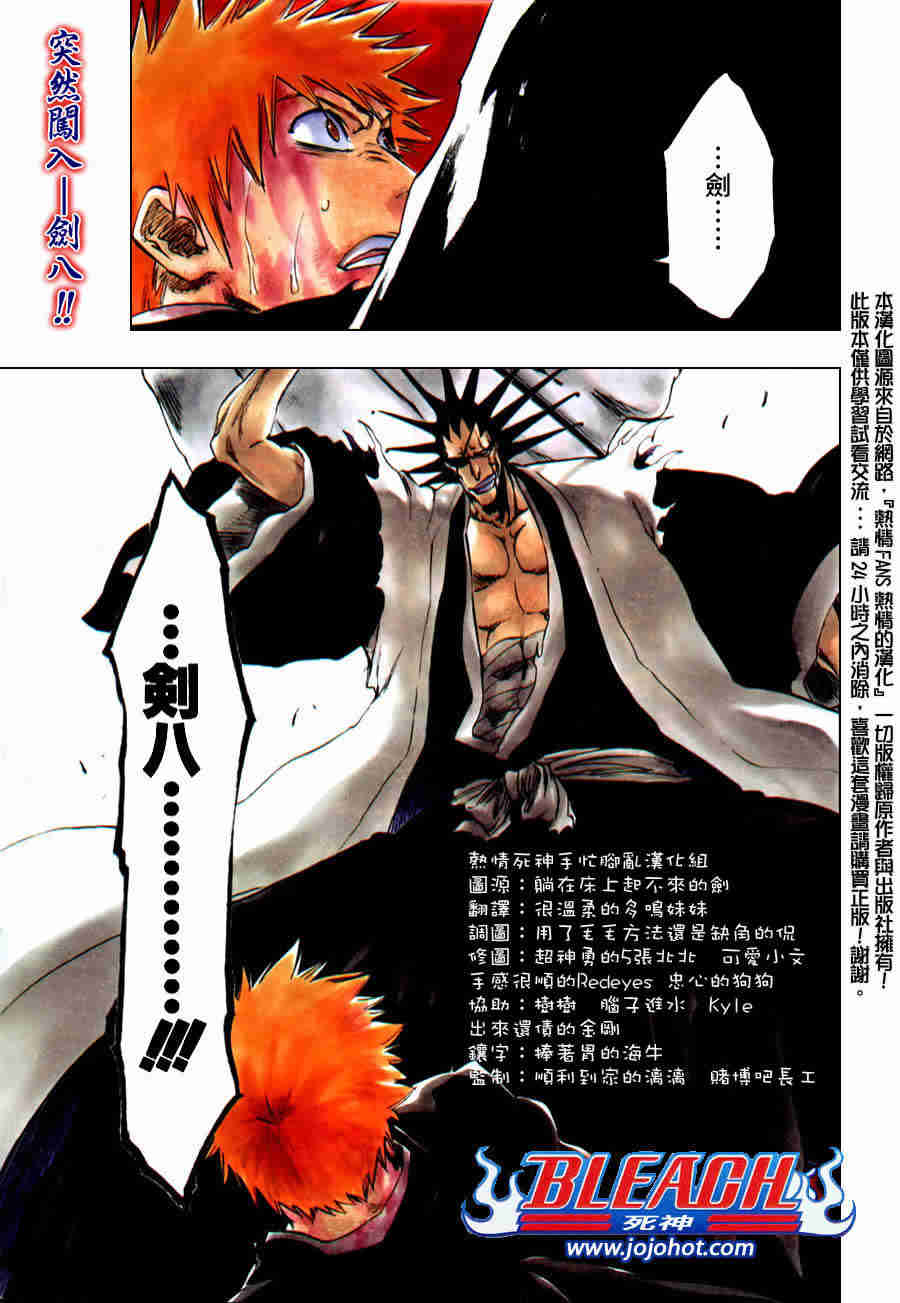 突然闖入—劍八!!
…劍……
本漢化圖源來自於網路，『熱情FANS 熱情的漢化』一切版權歸原作者與出版社擁有！
此版本僅供學習試看交流… 請24小時之內消除，喜歡這套漫畫請購買正版！謝謝。
…剣八…………!!!
熱情死神手忙腳亂漢化組
圖源：躺在床上起不來的劍
翻譯：很溫柔的多鳴妹妹
調圖：用了毛毛方法還是缺角的侃
修圖：超神勇的5張北北　可愛小文
手感很順的Redeyes 忠心的狗狗
協助：樹樹　腦子進水　Kyle
出來還債的金剛
鑲字：捧著胃的海牛
監制：順利到家的漓漓　賭博吧長工
BLEACH
死神
www.jojohot.com